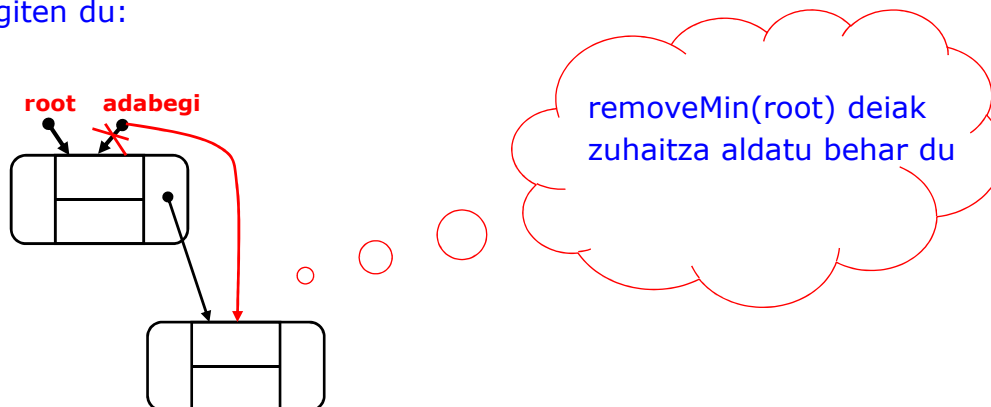 giten du:
root adabegi
removeMin(root) deiak
zuhaitza aldatu behar du